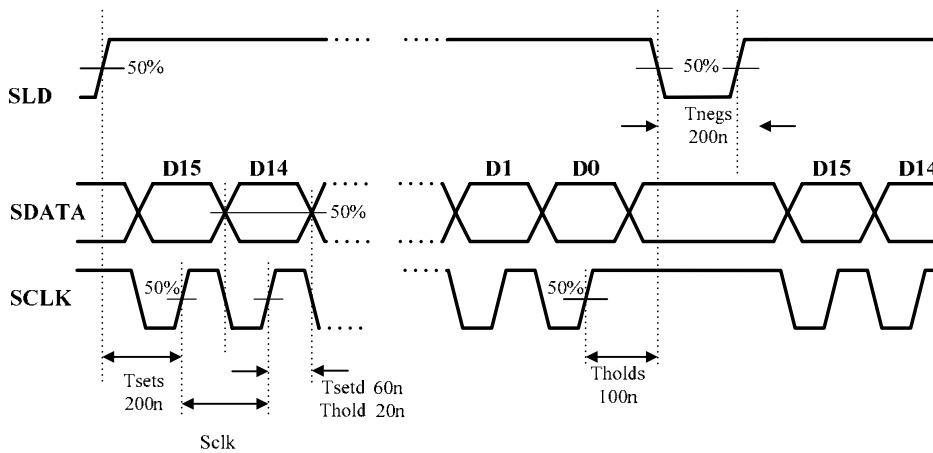 50%
50%
SLD
Tnegs
200n
D15 D14 D1 D0 D15 D14
SDATA
50%
SCLK
50%
50%
Tsets
200n
Tsetd 60n
Thold 20n
Tholds
100n
Sclk